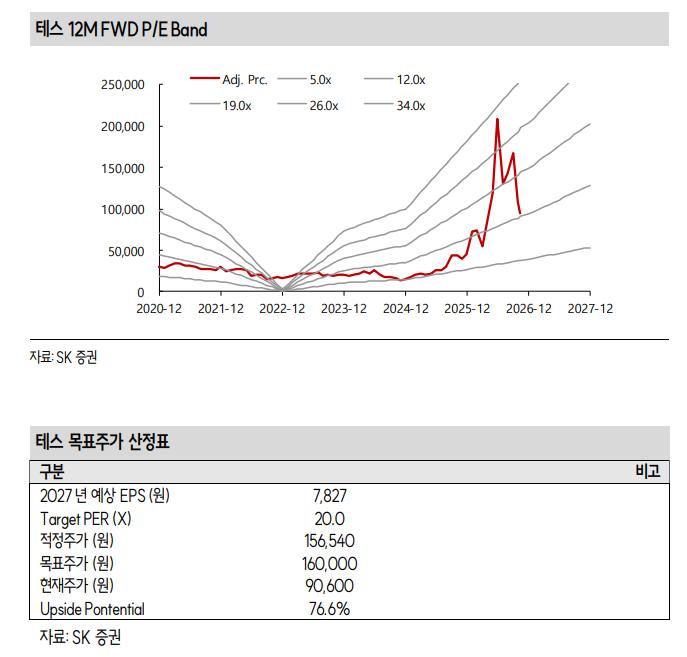 테스 12M FWD P/E Band
250,000
200,000
150,000
100,000
50,000
0
Adj. Prc.
5.0x
12.0x
19.0x
26.0x
34.0x
2020-12 2021-12 2022-12 2023-12 2024-12 2025-12 2026-12 2027-12
자료: SK 증권
테스 목표주가 산정표
구분 비고
2027년 예상 EPS (원) 7,827
Target PER (X) 20.0
적정주가 (원) 156,540
목표주가 (원) 160,000
현재주가 (원) 90,600
Upside Pontential 76.6%
자료: SK 증권